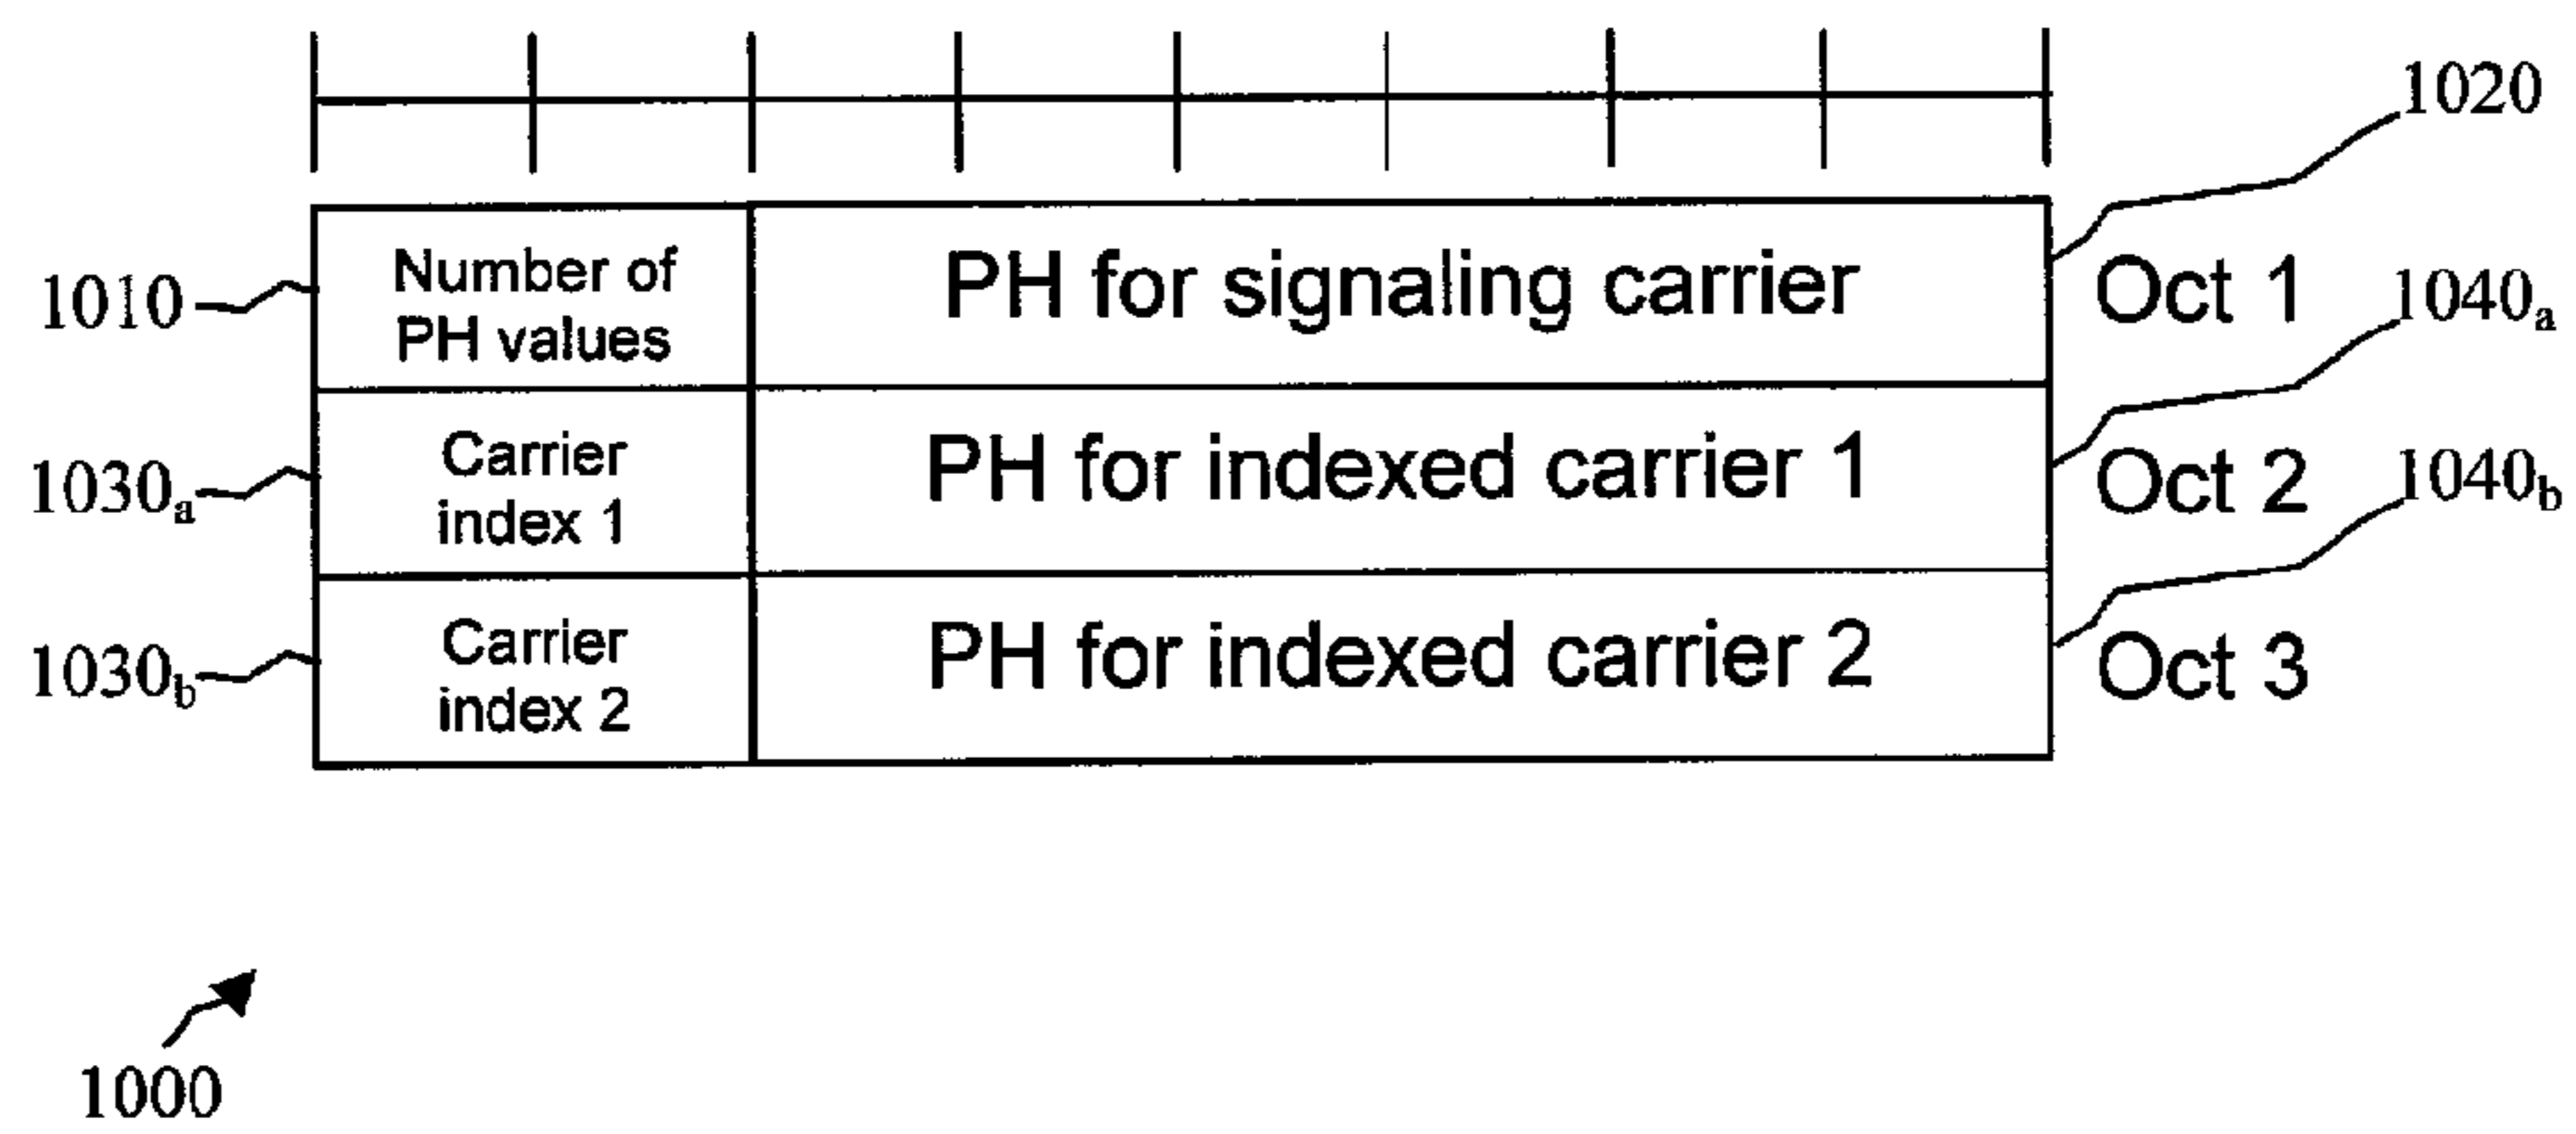 1020
1010
Number of
PH values
PH for signaling carrier
Oct 1
1040a
1030a
Carrier
index 1
PH for indexed carrier 1
Oct 2
1040b
1030b
Carrier
index 2
PH for indexed carrier 2
Oct 3
1000